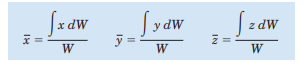 x̄ = ∫ x dW / W    ȳ = ∫ y dW / W    z̄ = ∫ z dW / W